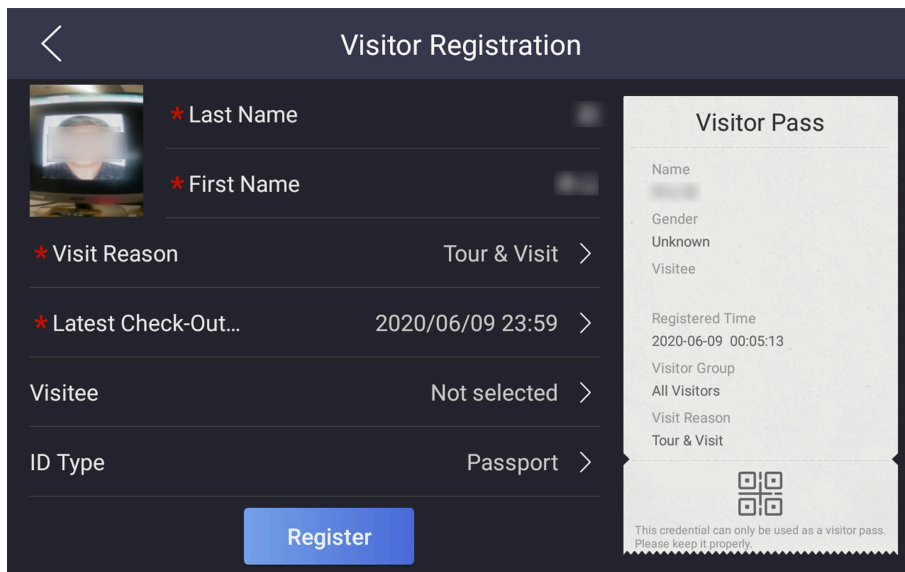 Visitor Registration
* Last Name
* First Name
* Visit Reason Tour & Visit
* Latest Check-Out... 2020/06/09 23:59
Visitee Not selected
ID Type Passport
Register
Visitor Pass
Name
Gender
Unknown
Visitee
Registered Time
2020-06-09 00:05:13
Visitor Group
All Visitors
Visit Reason
Tour & Visit
This credential can only be used as a visitor pass.
Please keep it properly.